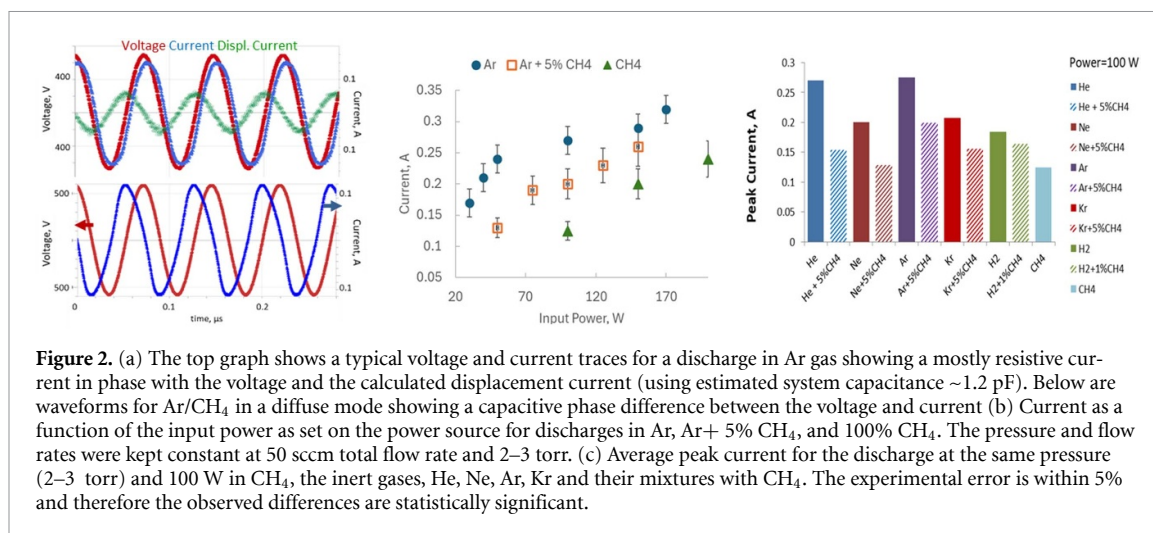 Voltage Current Displ. Current
400
400
Voltage, V
0.1
0.1
Current, A
500
500
Voltage, V
0.1
0.1
Current, A
0
0.1
0.2
time, µs
Ar
Ar + 5% CH4
CH4
0.35
0.3
0.25
0.2
0.15
0.1
0.05
Current, A
20
70
120
170
Input Power, W
0.3
0.25
0.2
0.15
0.1
0.05
0
Peak Current, A
He
He + 5%CH4
Ne
Ne+5%CH4
Ar
Ar+5%CH4
Kr
Kr+5%CH4
H2
H2+1%CH4
CH4
Power=100 W
He
He + 5%CH4
Ne
Ne+5%CH4
Ar
Ar+5%CH4
Kr
Kr+5%CH4
H2
H2+1%CH4
CH4
Figure 2. (a) The top graph shows a typical voltage and current traces for a discharge in Ar gas showing a mostly resistive cur-
rent in phase with the voltage and the calculated displacement current (using estimated system capacitance ~1.2 pF). Below are
waveforms for Ar/CH₄ in a diffuse mode showing a capacitive phase difference between the voltage and current (b) Current as a
function of the input power as set on the power source for discharges in Ar, Ar+ 5% CH₄, and 100% CH₄. The pressure and flow
rates were kept constant at 50 sccm total flow rate and 2–3 torr. (c) Average peak current for the discharge at the same pressure
(2–3 torr) and 100 W in CH₄, the inert gases, He, Ne, Ar, Kr and their mixtures with CH₄. The experimental error is within 5%
and therefore the observed differences are statistically significant.